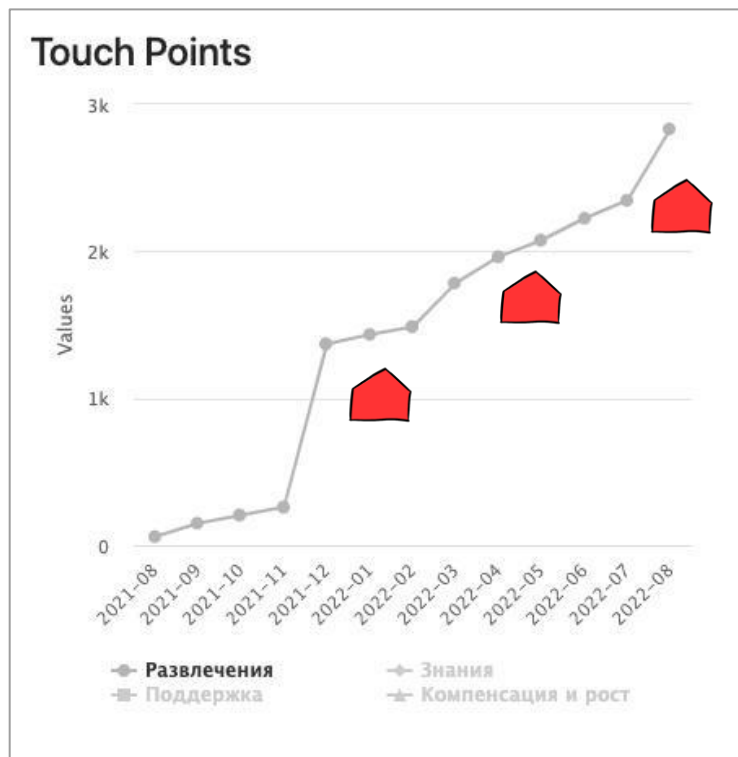 Touch Points
3k
2k
1k
0
Values
2021-08
2021-09
2021-10
2021-11
2021-12
2022-01
2022-02
2022-03
2022-04
2022-05
2022-06
2022-07
2022-08
Развлечения
Знания
Поддержка
Компенсация и рост